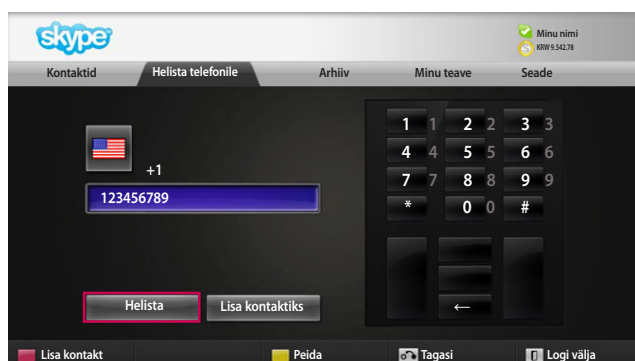 skype
Minu nimi
KRW 9.542.78
Kontaktid Helista telefonile Arhiiv Minu teave Seade
1 1 2 2 3 3
4 4 5 5 6 6
7 7 8 8 9 9
* 0 0 #
+1
123456789
Helista Lisa kontaktiks ←
Lisa kontakt Peida Tagasi Logi välja